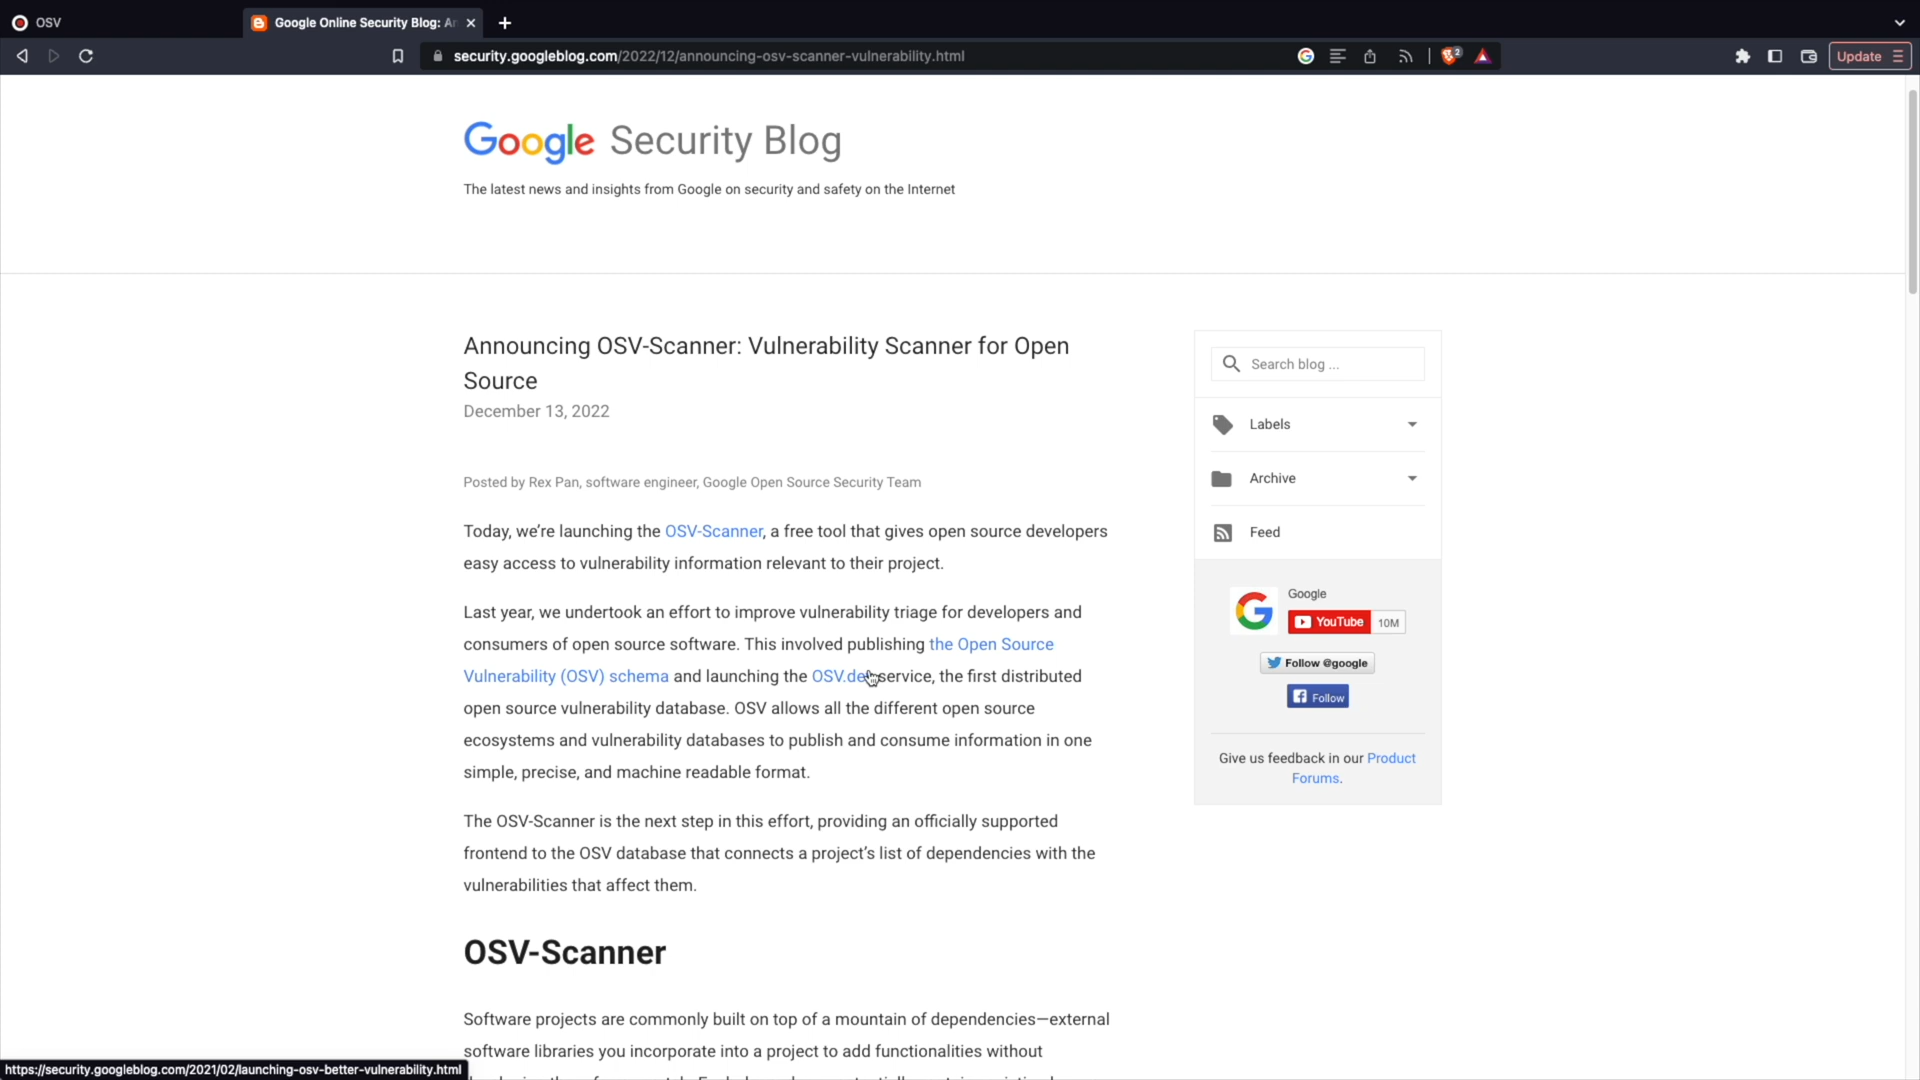 OSV
Google Online Security Blog: A
security.googleblog.com/2022/12/announcing-osv-scanner-vulnerability.html
2
Update
Google Security Blog
The latest news and insights from Google on security and safety on the Internet
Announcing OSV-Scanner: Vulnerability Scanner for Open
Source
December 13, 2022
Posted by Rex Pan, software engineer, Google Open Source Security Team
Today, we're launching the OSV-Scanner, a free tool that gives open source developers
easy access to vulnerability information relevant to their project.
Last year, we undertook an effort to improve vulnerability triage for developers and
consumers of open source software. This involved publishing the Open Source
Vulnerability (OSV) schema and launching the OSV.de service, the first distributed
open source vulnerability database. OSV allows all the different open source
ecosystems and vulnerability databases to publish and consume information in one
simple, precise, and machine readable format.
The OSV-Scanner is the next step in this effort, providing an officially supported
frontend to the OSV database that connects a project's list of dependencies with the
vulnerabilities that affect them.
OSV-Scanner
Software projects are commonly built on top of a mountain of dependencies—external
software libraries you incorporate into a project to add functionalities without
Search blog ...
Labels
Archive
Feed
Google
YouTube 10M
Follow @google
Follow
Give us feedback in our Product
Forums.
https://security.googleblog.com/2021/02/launching-osv-better-vulnerability.html